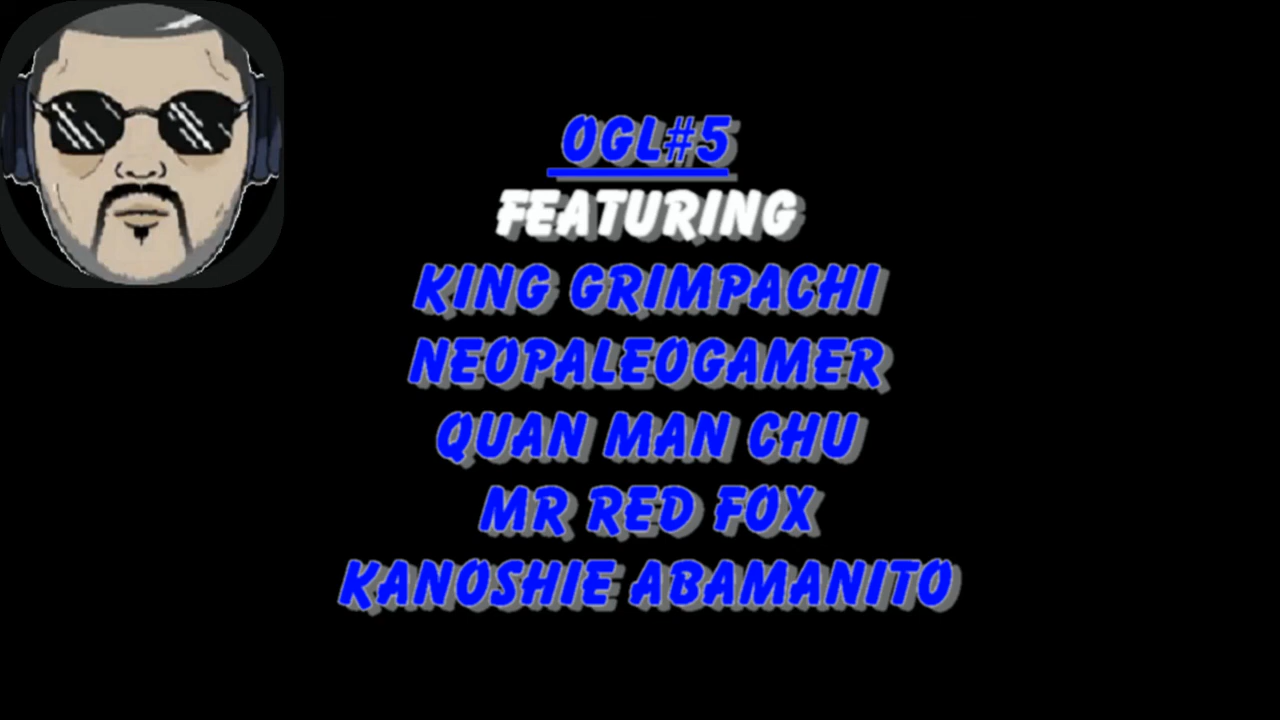 OGL#5
FEATURING
KING GRIMPACHI
NEOPALEOGAMER
QUAN MAN CHU
MR RED FOX
KANOSHIE ABAMANITO